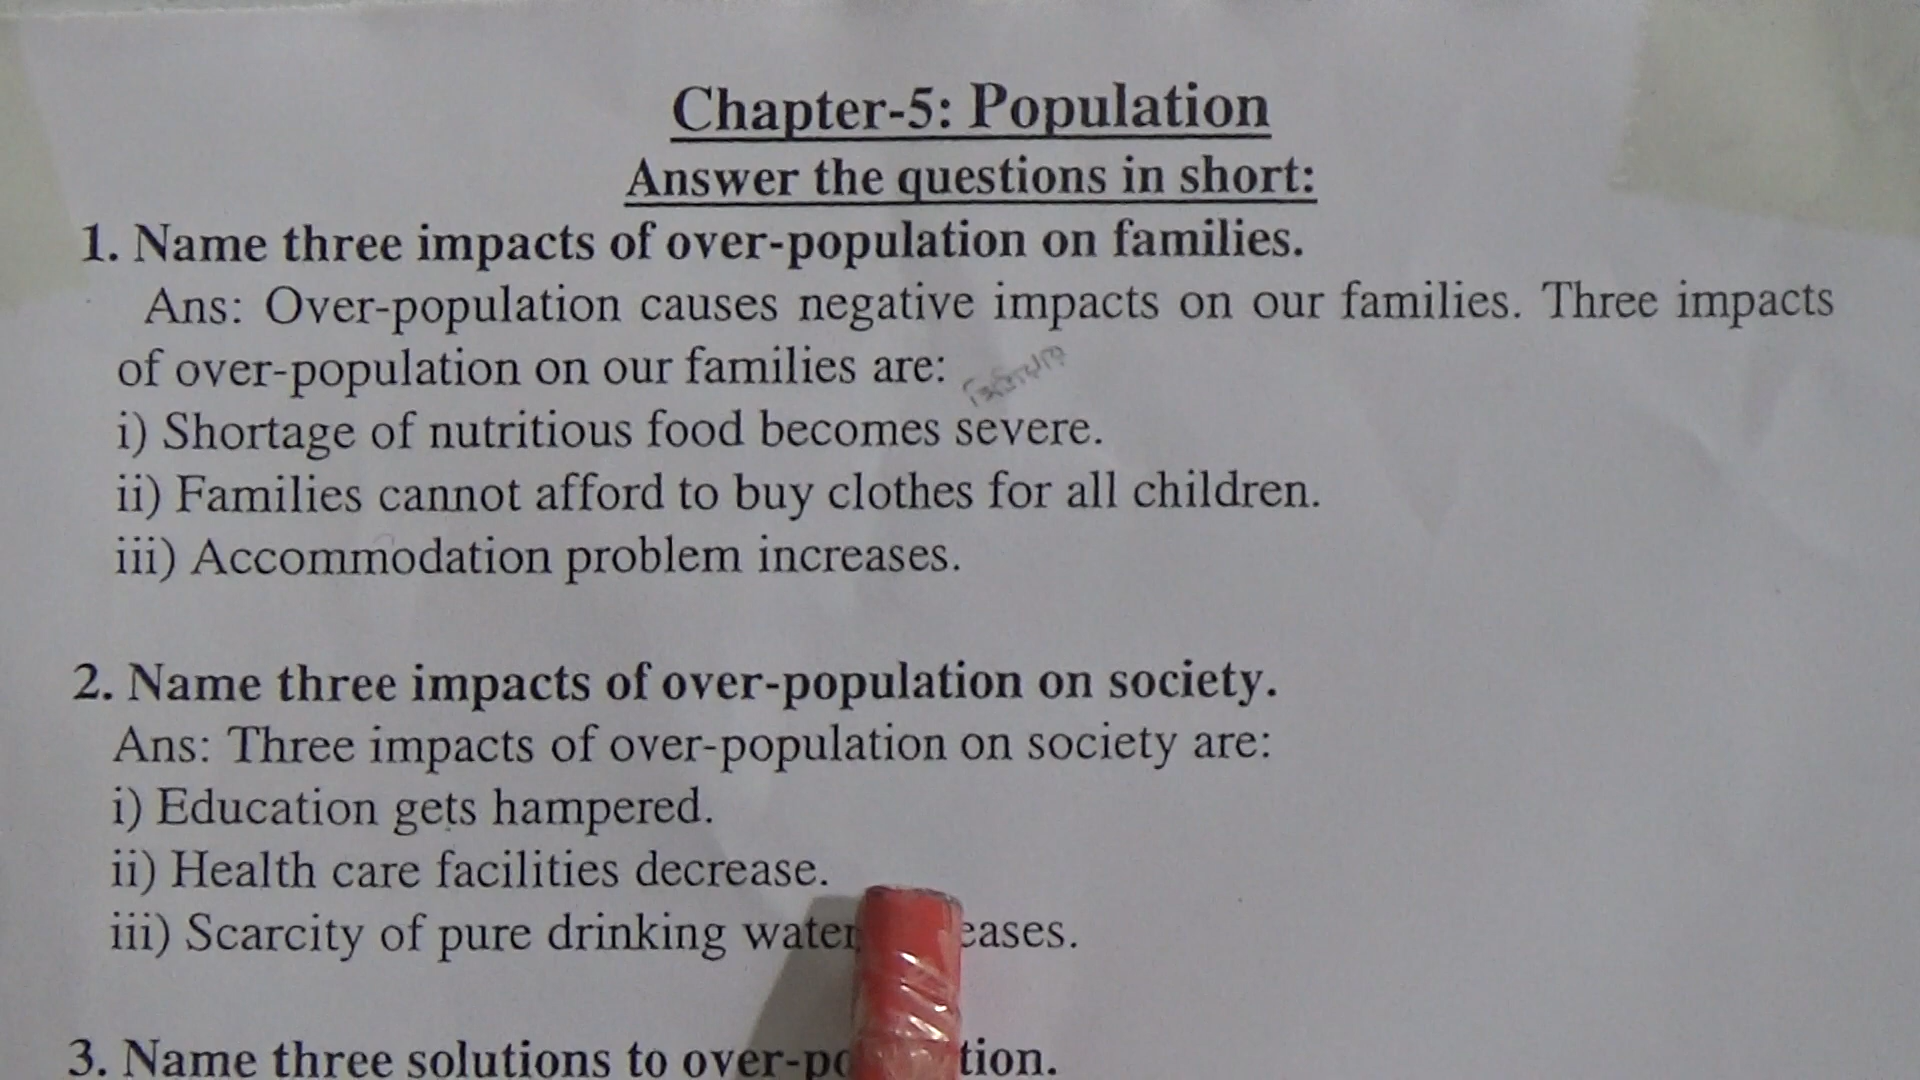 Chapter-5: Population
Answer the questions in short:
1. Name three impacts of over-population on families.
Ans: Over-population causes negative impacts on our families. Three impacts
of over-population on our families are:
i) Shortage of nutritious food becomes severe.
ii) Families cannot afford to buy clothes for all children.
iii) Accommodation problem increases.
2. Name three impacts of over-population on society.
Ans: Three impacts of over-population on society are:
i) Education gets hampered.
ii) Health care facilities decrease.
iii) Scarcity of pure drinking water eases.
3. Name three solutions to over-po tion.